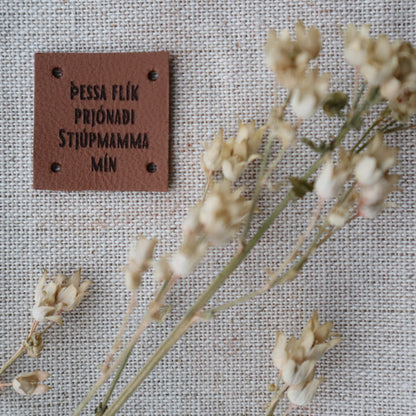 Þessa flík
prjónaði
Stjúpmamma
mín